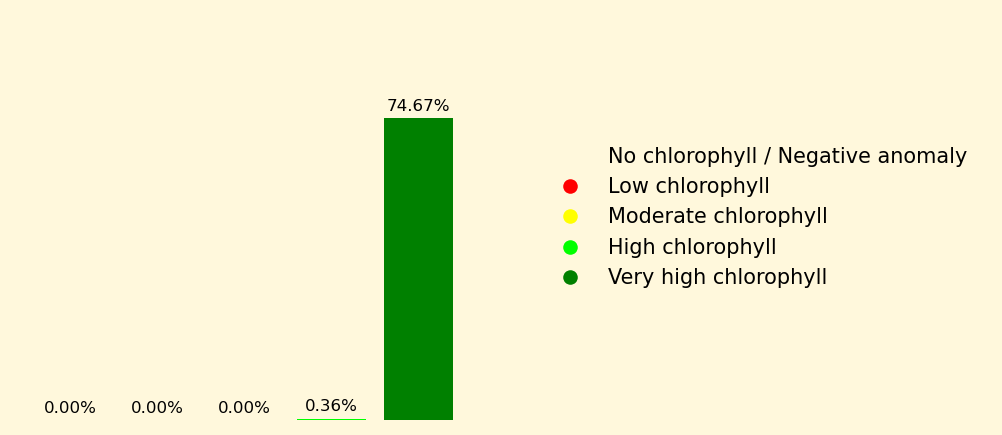 74.67%
No chlorophyll / Negative anomaly
Low chlorophyll
Moderate chlorophyll
High chlorophyll
Very high chlorophyll
0.00% 0.00% 0.00% 0.36%